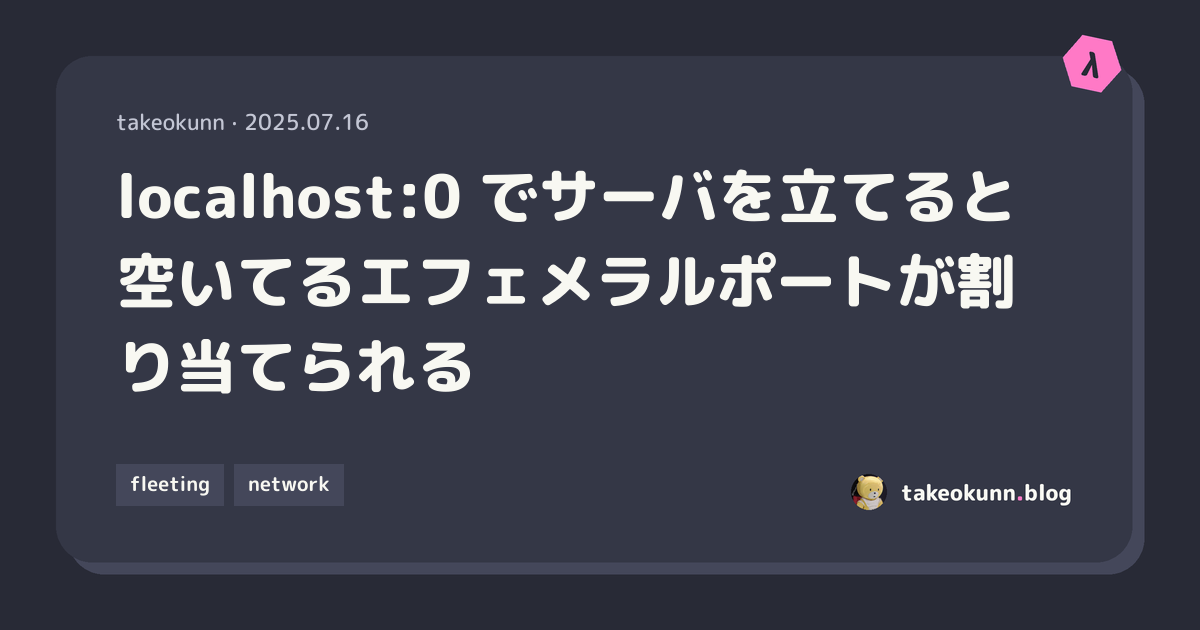 λ
takeokunn · 2025.07.16
localhost:0 でサーバを立てると
空いてるエフェメラルポートが割
り当てられる
fleeting network
takeokunn.blog